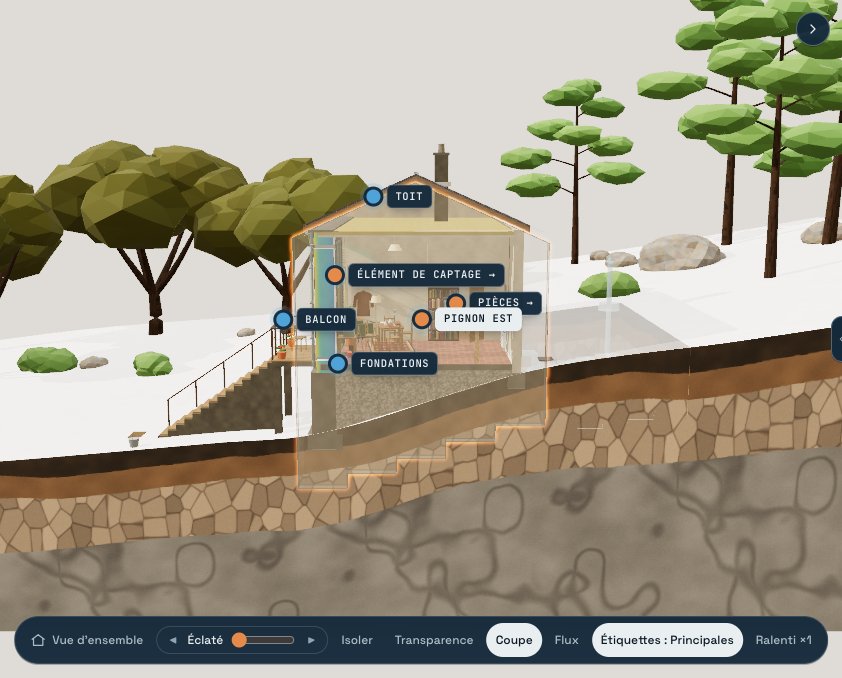 TOIT
ÉLÉMENT DE CAPTAGE →
PIÈCES →
BALCON
PIGNON EST
FONDATIONS
Vue d'ensemble
◄ Éclaté ►
Isoler
Transparence
Coupe
Flux
Étiquettes : Principales
Ralenti ×1